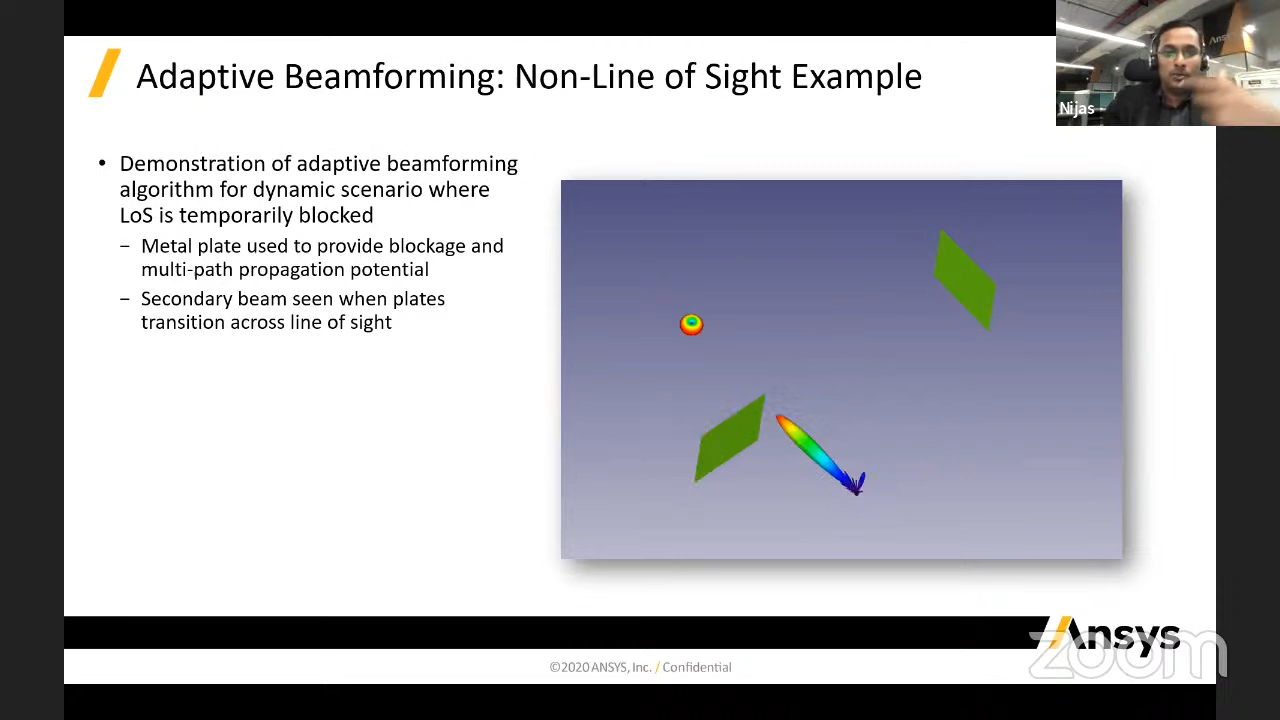 Adaptive Beamforming: Non-Line of Sight Example
Ansys
Nijas
• Demonstration of adaptive beamforming
algorithm for dynamic scenario where
LoS is temporarily blocked
− Metal plate used to provide blockage and
multi-path propagation potential
− Secondary beam seen when plates
transition across line of sight
Ansys
zoom
©2020 ANSYS, Inc. / Confidential